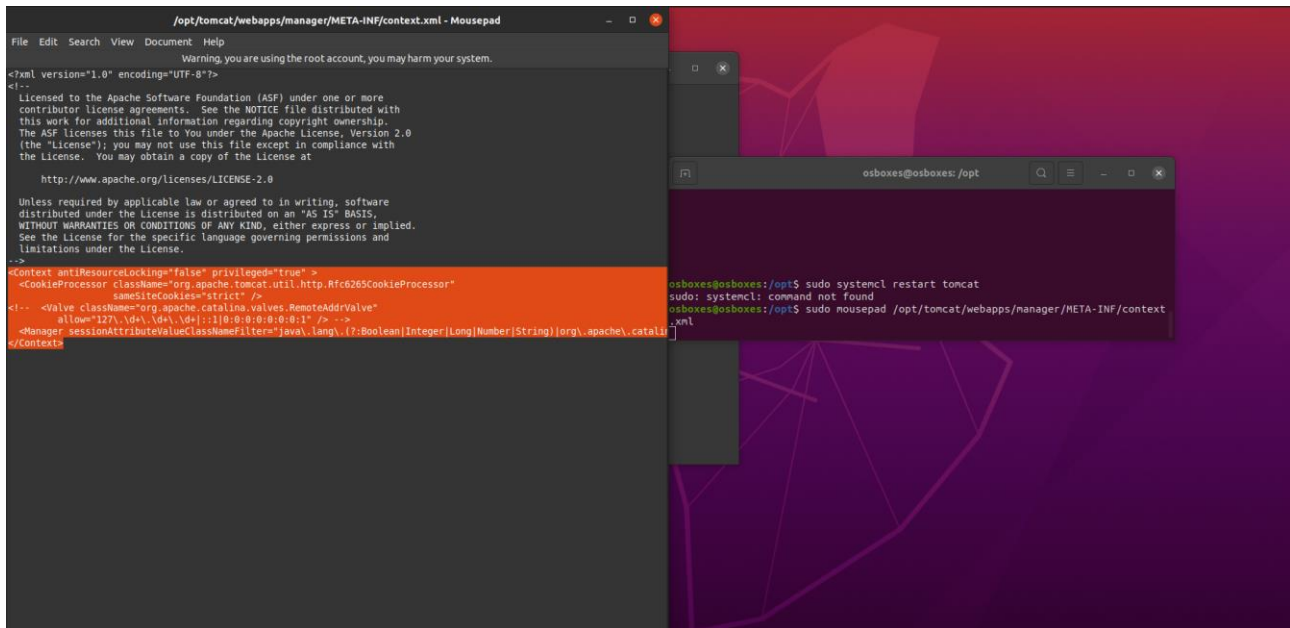 /opt/tomcat/webapps/manager/META-INF/context.xml - Mousepad
File Edit Search View Document Help
Warning, you are using the root account, you may harm your system.
<?xml version="1.0" encoding="UTF-8"?>
<!--
  Licensed to the Apache Software Foundation (ASF) under one or more
  contributor license agreements.  See the NOTICE file distributed with
  this work for additional information regarding copyright ownership.
  The ASF licenses this file to You under the Apache License, Version 2.0
  (the "License"); you may not use this file except in compliance with
  the License.  You may obtain a copy of the License at
      http://www.apache.org/licenses/LICENSE-2.0
  Unless required by applicable law or agreed to in writing, software
  distributed under the License is distributed on an "AS IS" BASIS,
  WITHOUT WARRANTIES OR CONDITIONS OF ANY KIND, either express or implied.
  See the License for the specific language governing permissions and
  limitations under the License.
-->
<Context antiResourceLocking="false" privileged="true" >
  <CookieProcessor className="org.apache.tomcat.util.http.Rfc6265CookieProcessor"
                   sameSiteCookies="strict" />
<!--  <Valve className="org.apache.catalina.valves.RemoteAddrValve"
         allow="127\.\d+\.\d+\.\d+|::1|0:0:0:0:0:0:0:1" /> -->
  <Manager sessionAttributeValueClassNameFilter="java\.lang\.(?:Boolean|Integer|Long|Number|String)|org\.apache\.catalin
</Context>
osboxes@osboxes: /opt
osboxes@osboxes:/opt$ sudo systemcl restart tomcat
sudo: systemcl: command not found
osboxes@osboxes:/opt$ sudo mousepad /opt/tomcat/webapps/manager/META-INF/context
.xml